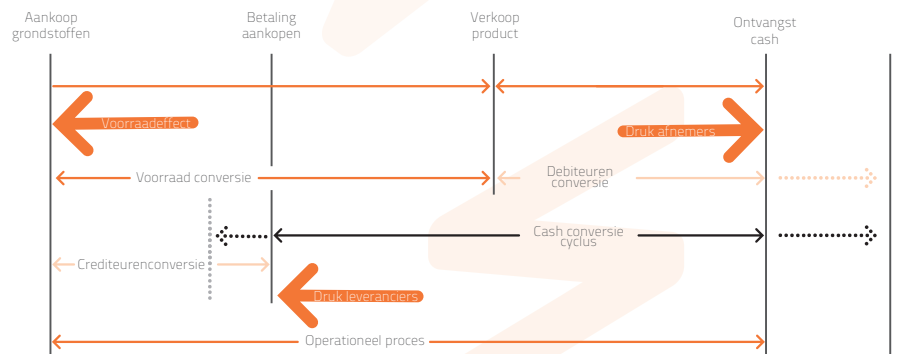 Aankoop
grondstoffen
Betaling
aankopen
Verkoop
product
Ontvangst
cash
Voorraadeffect
Druk afnemers
Voorraad conversie
Debiteuren
conversie
Cash conversie
cyclus
Crediteurenconversie
Druk leveranciers
Operationeel proces